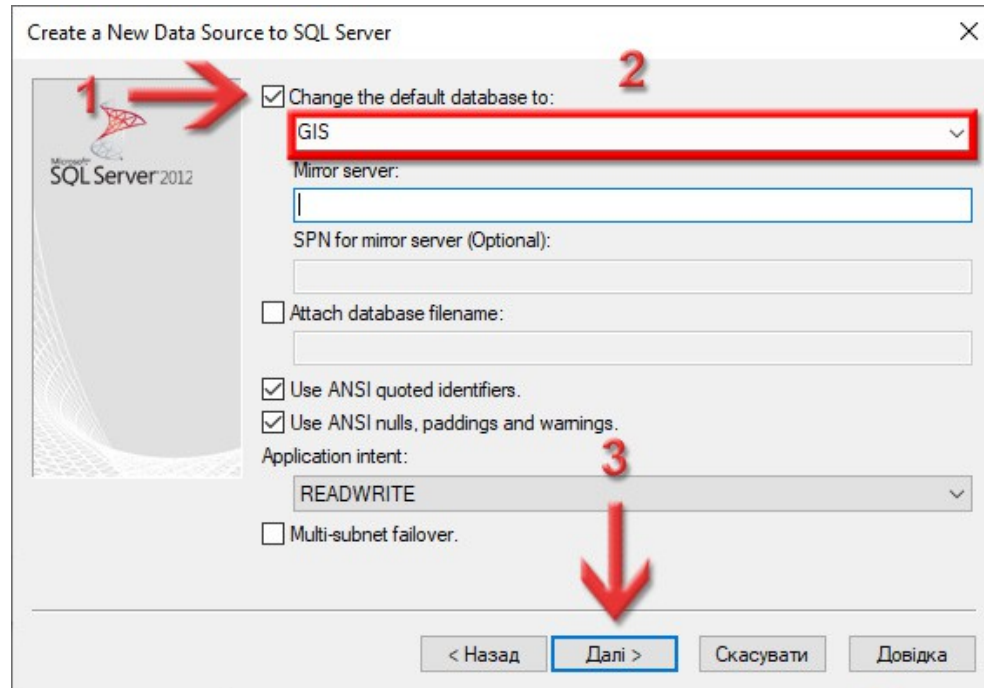 Create a New Data Source to SQL Server
1
2
Change the default database to:
GIS
Microsoft
SQL Server 2012
Mirror server:
SPN for mirror server (Optional):
Attach database filename:
Use ANSI quoted identifiers.
Use ANSI nulls, paddings and warnings.
Application intent:
3
READWRITE
Multi-subnet failover.
< Назад
Далі >
Скасувати
Довідка